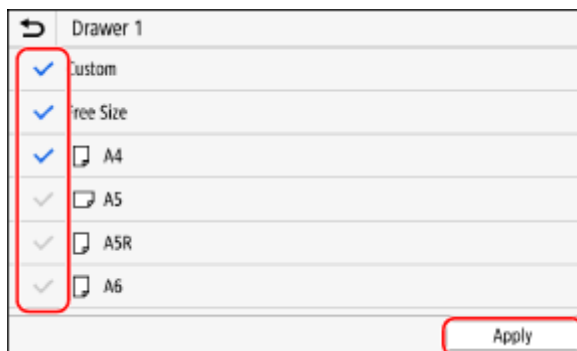 Drawer 1
Custom
Free Size
A4
A5
A5R
A6
Apply